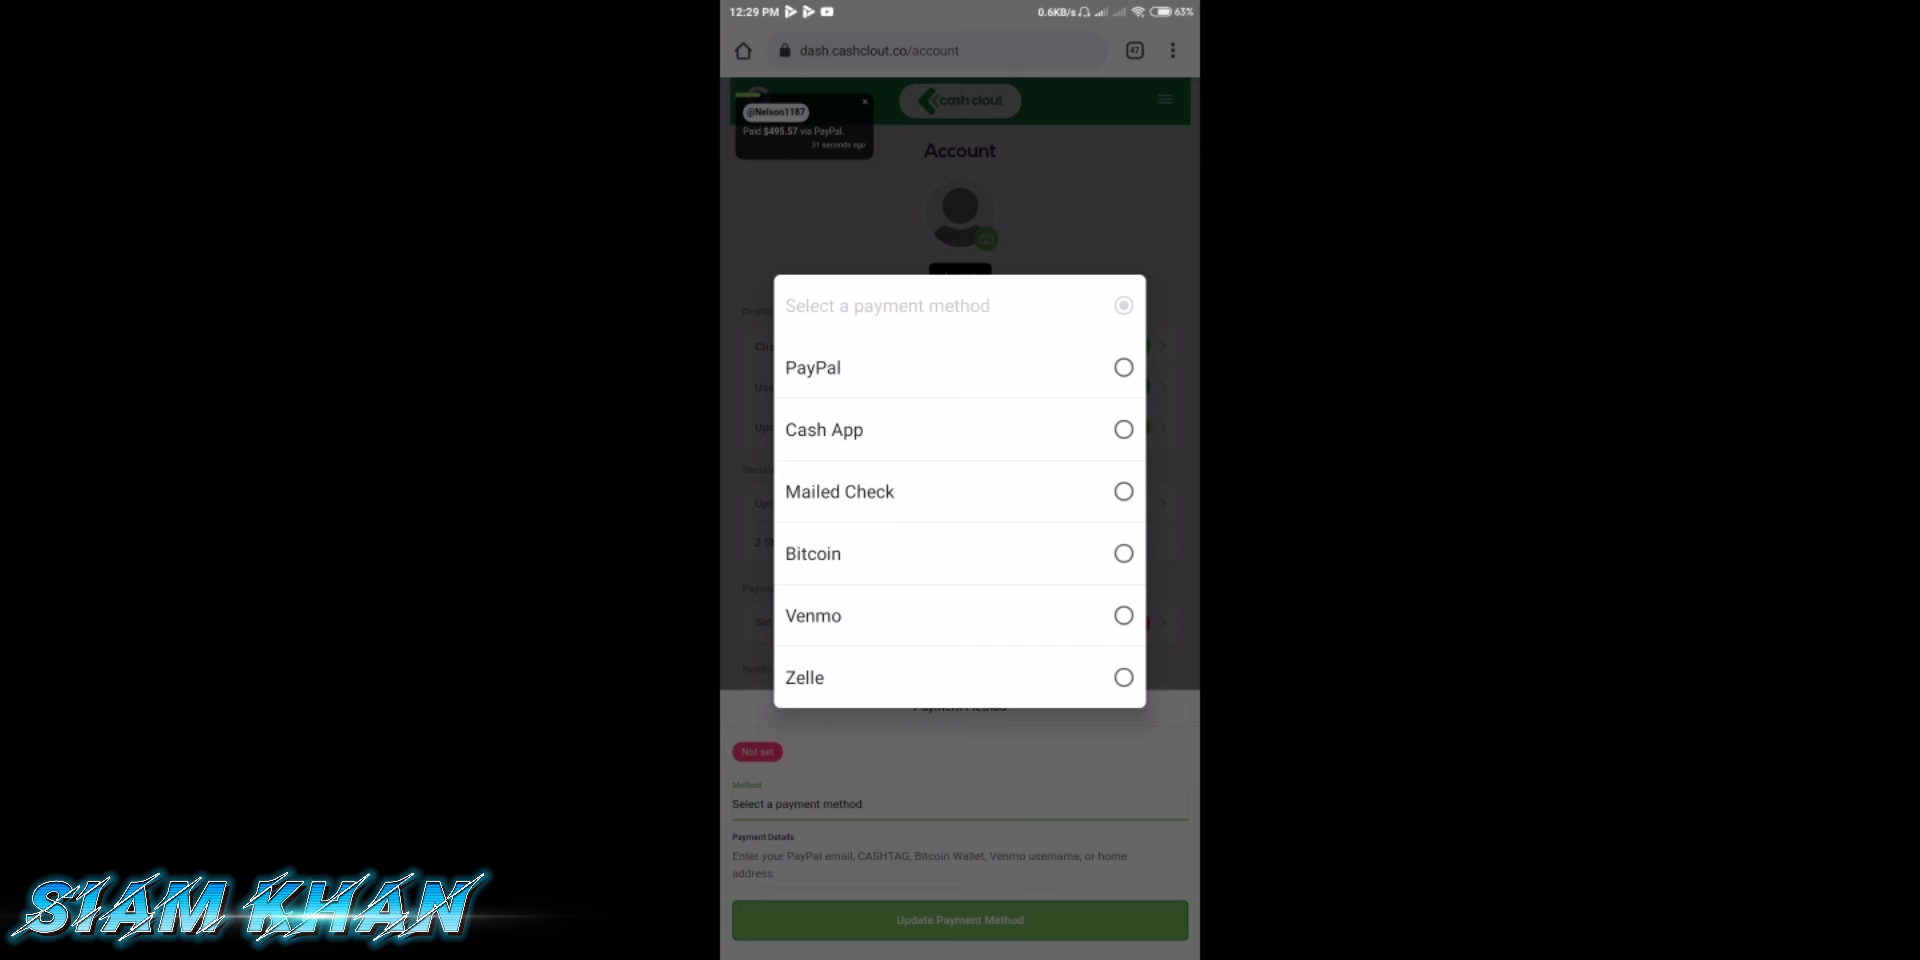 12:29 PM
0.6KB/s
63%
dash.cashclout.co/account
47
cash clout
@Nelson1187
Paid $495.57 via PayPal.
31 seconds ago
Account
Select a payment method
PayPal
Cash App
Mailed Check
Bitcoin
Venmo
Zelle
Payment Method
Not set
Method
Select a payment method
Payment Details
Enter your PayPal email, CASHTAG, Bitcoin Wallet, Venmo username, or home
address
Update Payment Method
SIAM KHAN